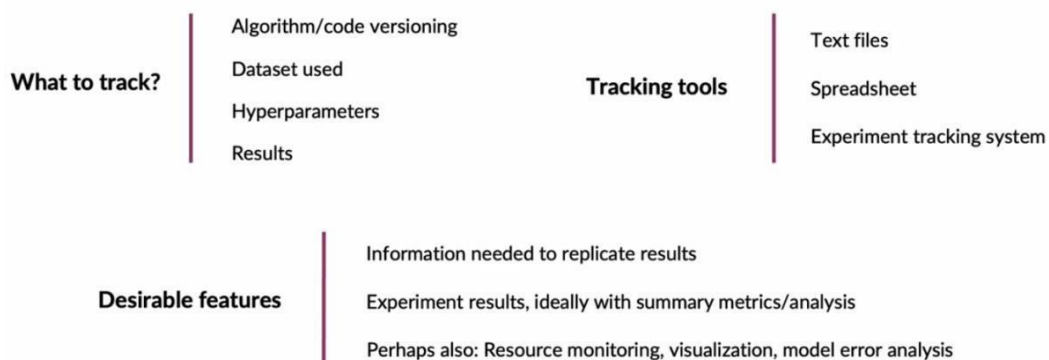 What to track?
Algorithm/code versioning
Dataset used
Hyperparameters
Results
Tracking tools
Text files
Spreadsheet
Experiment tracking system
Desirable features
Information needed to replicate results
Experiment results, ideally with summary metrics/analysis
Perhaps also: Resource monitoring, visualization, model error analysis